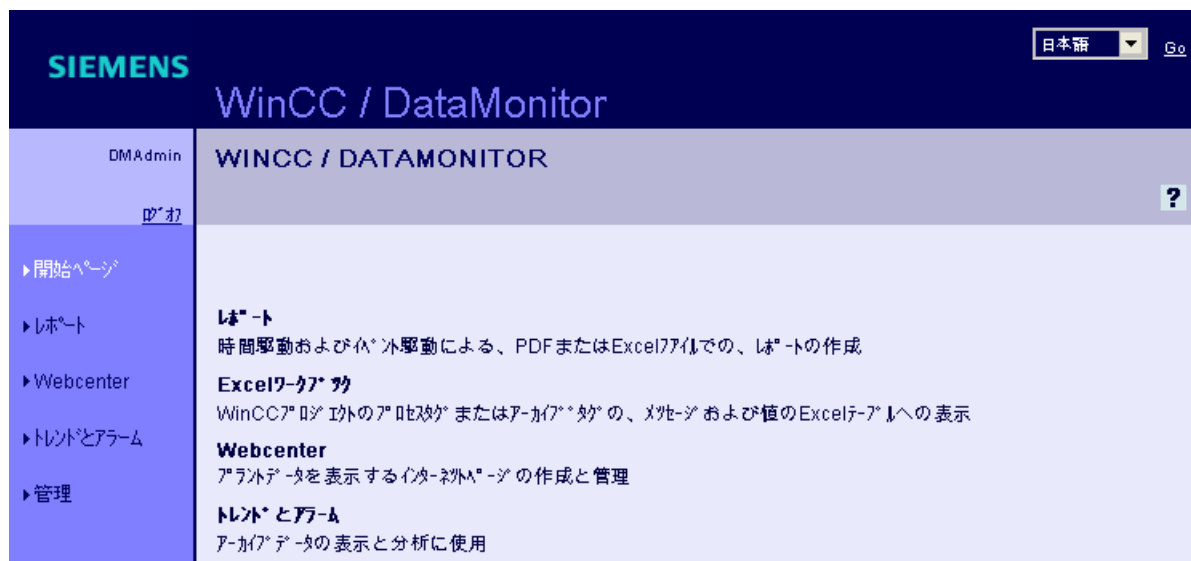 SIEMENS
日本語
Go
WinCC / DataMonitor
DMAdmin
ﾛｸﾞｵﾌ
WINCC / DATAMONITOR
?
開始ﾍﾟｰｼﾞ
ﾚﾎﾟｰﾄ
Webcenter
ﾄﾚﾝﾄﾞとｱﾗｰﾑ
管理
ﾚﾎﾟｰﾄ
時間駆動およびｲﾍﾞﾝﾄ駆動による、PDFまたはExcelﾌｧｲﾙでの、ﾚﾎﾟｰﾄの作成
Excelﾜｰｸﾌﾞｯｸ
WinCCﾌﾟﾛｼﾞｪｸﾄのﾌﾟﾛｾｽﾀｸﾞまたはｱｰｶｲﾌﾞﾞﾀｸﾞの、ﾒｯｾｰｼﾞおよび値のExcelﾃｰﾌﾞﾙへの表示
Webcenter
ﾌﾟﾗﾝﾄﾃﾞｰﾀを表示するｲﾝﾀｰﾈｯﾄﾍﾟｰｼﾞの作成と管理
ﾄﾚﾝﾄﾞとｱﾗｰﾑ
ｱｰｶｲﾌﾞﾃﾞｰﾀの表示と分析に使用